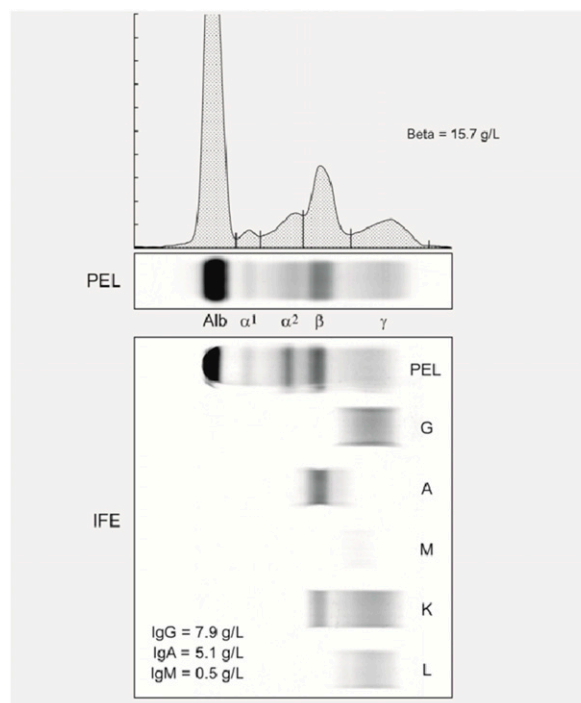 Beta = 15.7 g/L
PEL
Alb α1 α2 β γ
PEL
G
A
IFE
M
K
IgG = 7.9 g/L
IgA = 5.1 g/L
IgM = 0.5 g/L
L